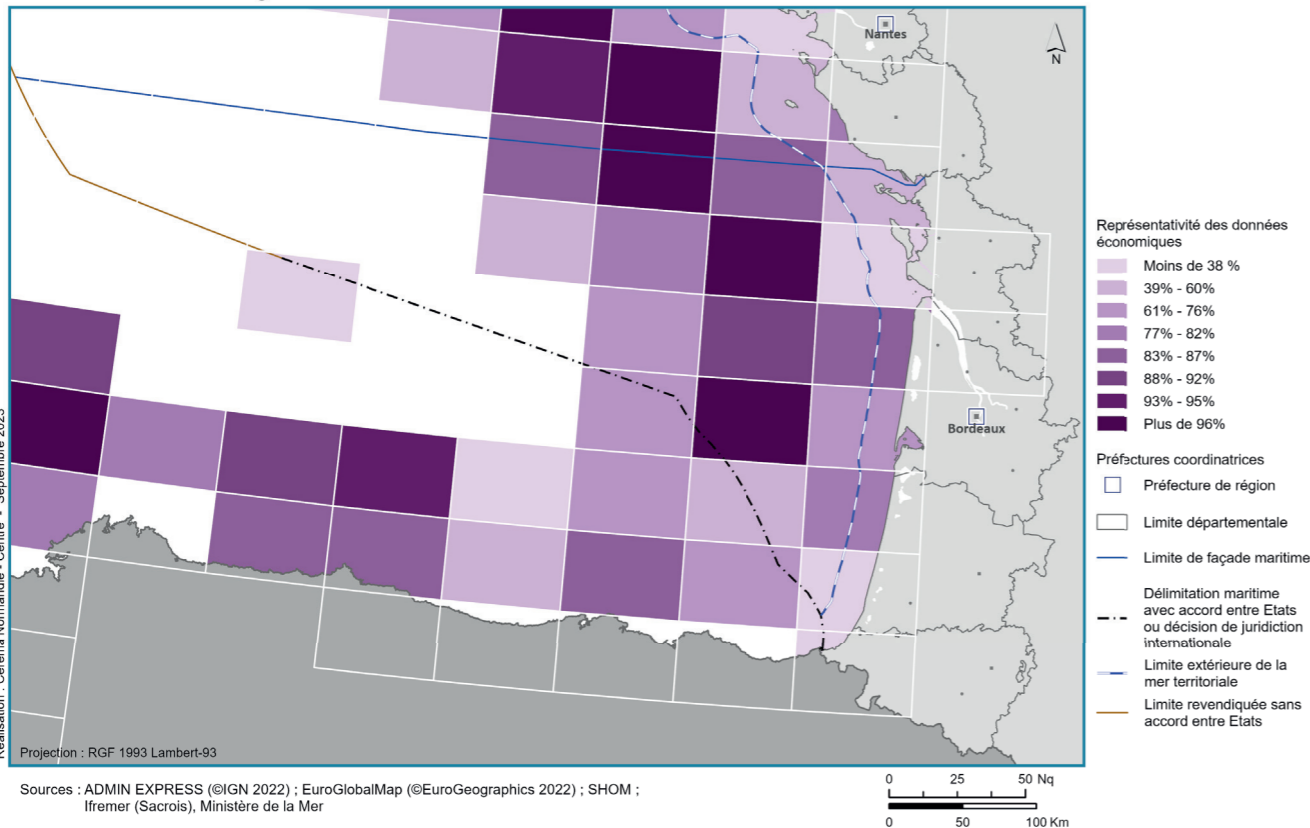 Nantes
N
Bordeaux
Réalisation : Cerema Normandie - Centre - Septembre 2023
Projection : RGF 1993 Lambert-93
Représentativité des données
économiques
Moins de 38 %
39% - 60%
61% - 76%
77% - 82%
83% - 87%
88% - 92%
93% - 95%
Plus de 96%
Préfectures coordinatrices
Préfecture de région
Limite départementale
Limite de façade maritime
Délimitation maritime
avec accord entre Etats
ou décision de juridiction
internationale
Limite extérieure de la
mer territoriale
Limite revendiquée sans
accord entre Etats
Sources : ADMIN EXPRESS (©IGN 2022) ; EuroGlobalMap (©EuroGeographics 2022) ; SHOM ;
Ifremer (Sacrois), Ministère de la Mer
0 25 50 Nq
0 50 100 Km